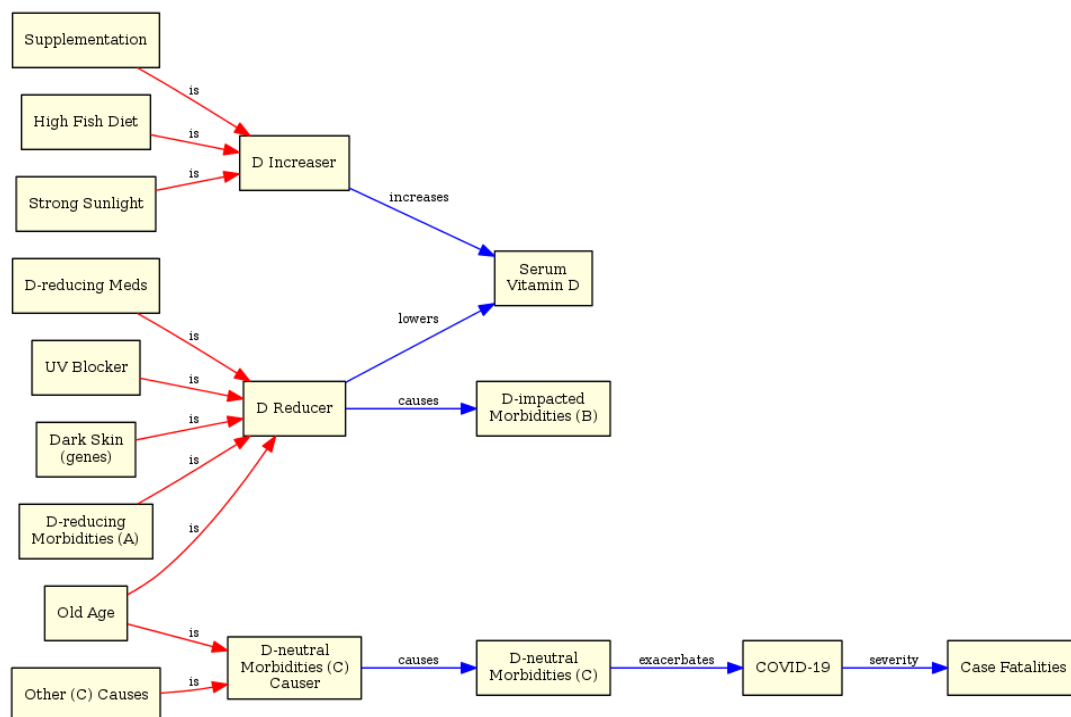 Supplementation
is
High Fish Diet
is
D Increaser
is
Strong Sunlight
increases
Serum
Vitamin D
D-reducing Meds
lowers
is
UV Blocker
is
D Reducer
causes
D-impacted
Morbidities (B)
is
Dark Skin
(genes)
is
D-reducing
Morbidities (A)
is
Old Age
is
D-neutral
Morbidities (C)
Causer
causes
D-neutral
Morbidities (C)
exacerbates
COVID-19
severity
Case Fatalities
is
Other (C) Causes